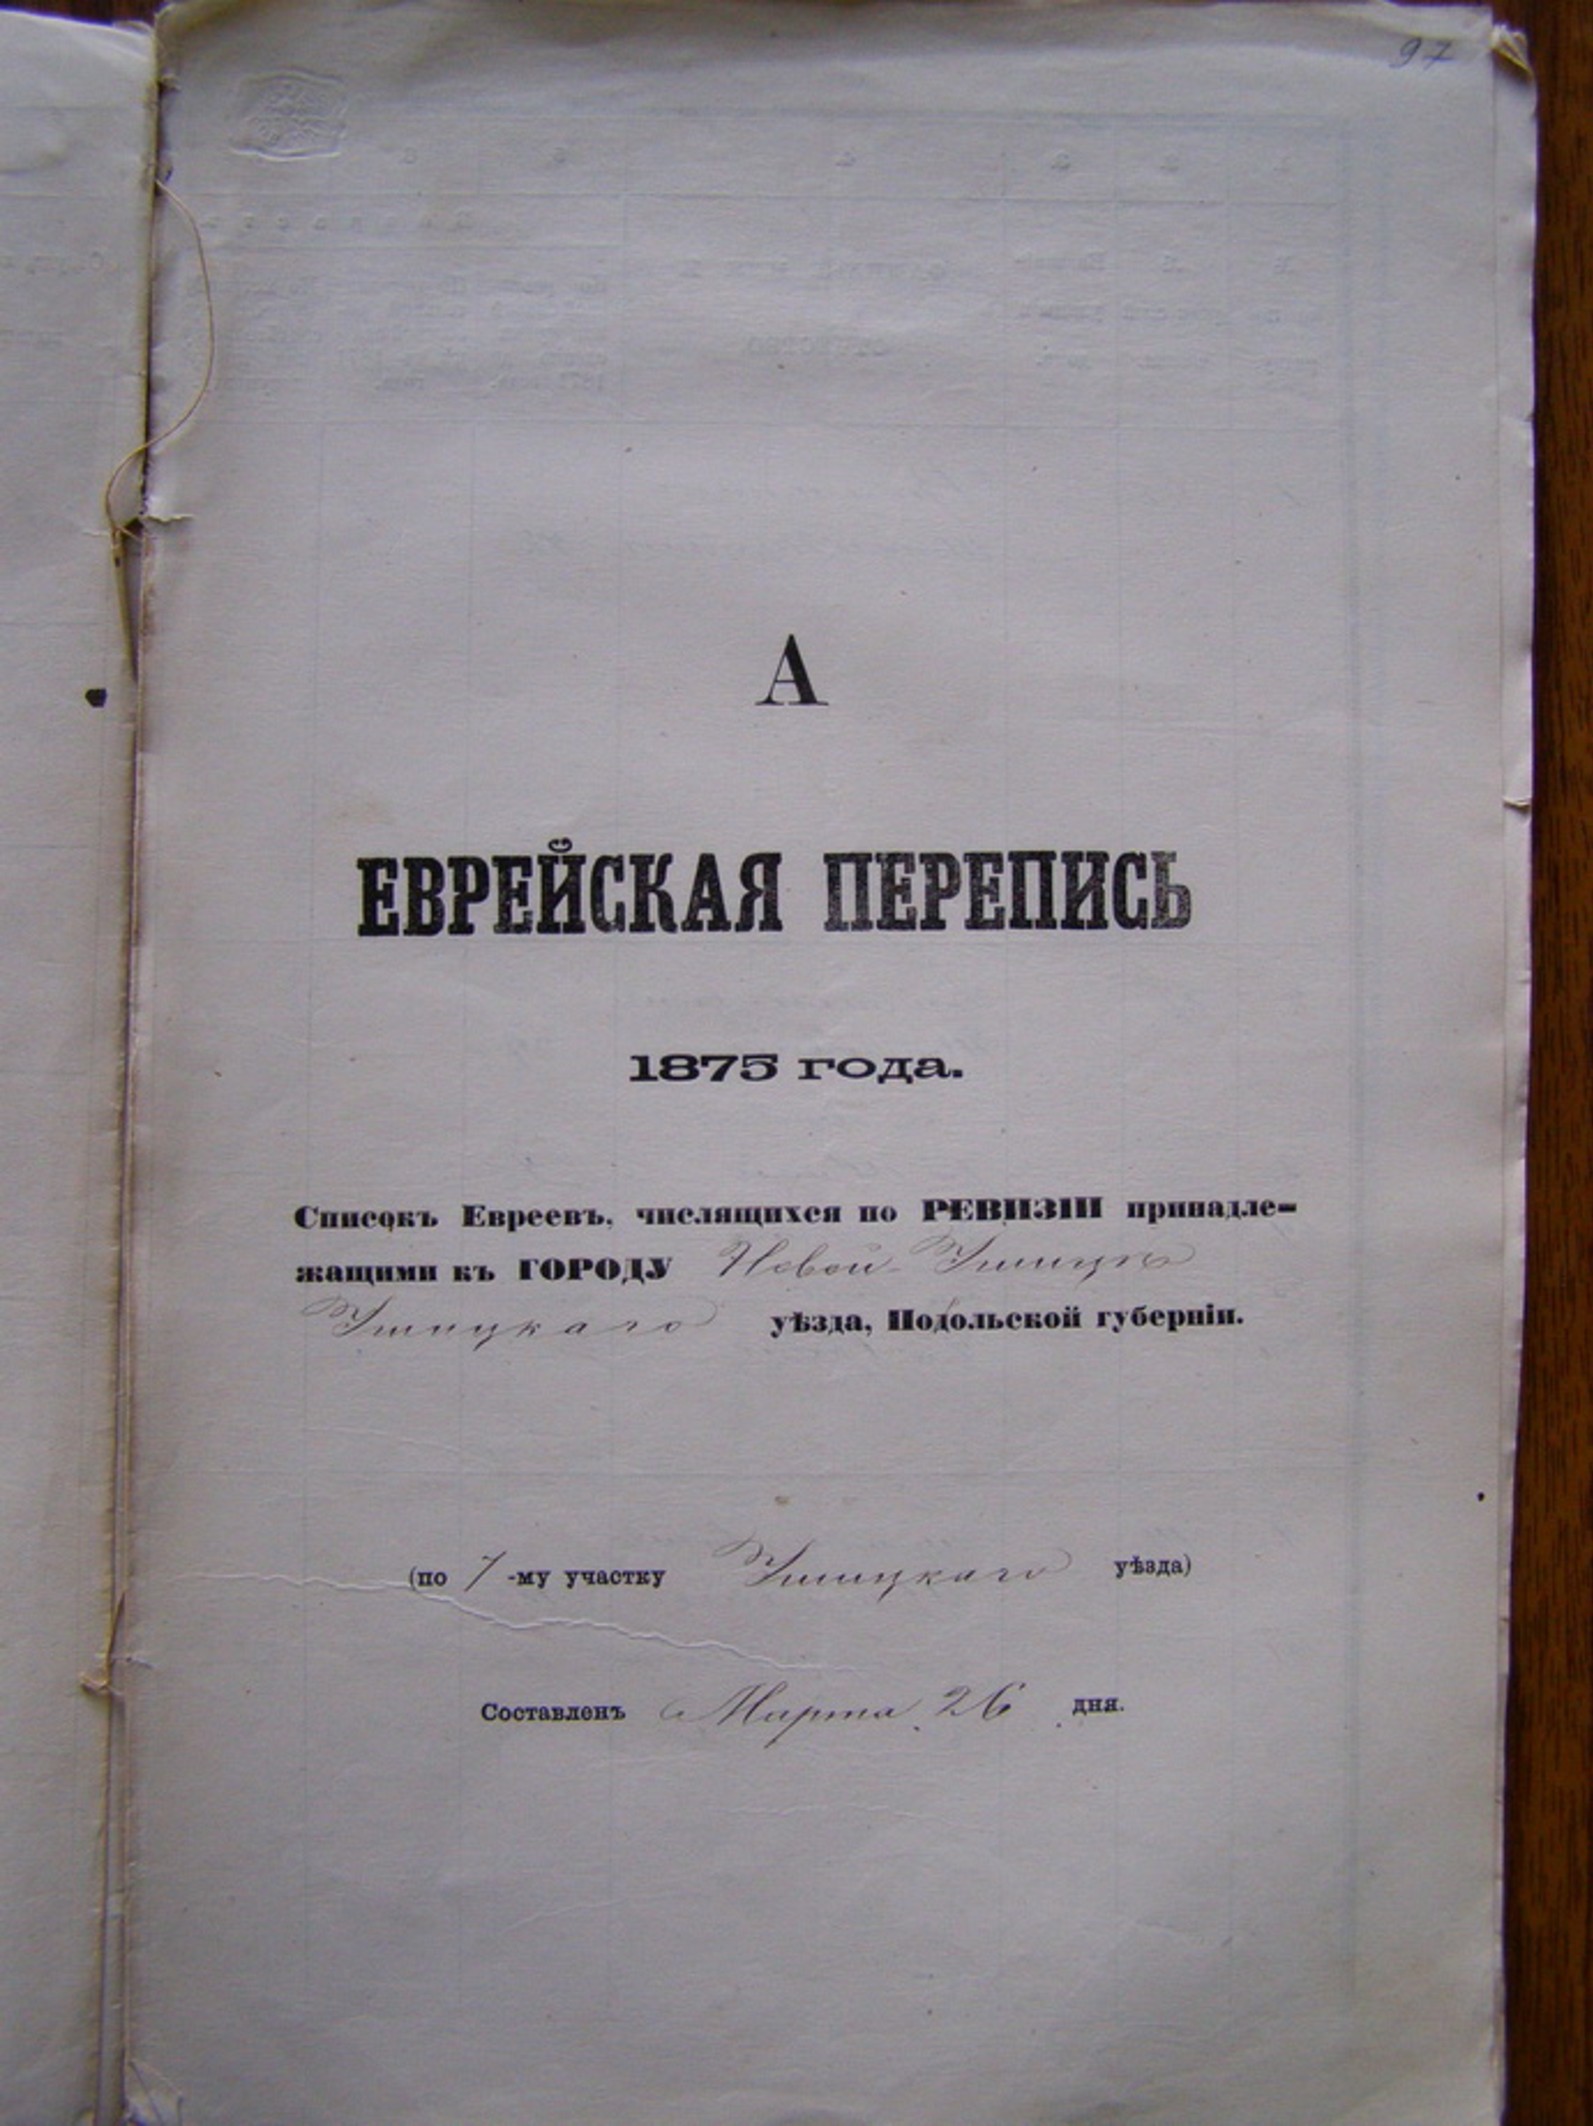 97
А
ЕВРЕЙСКАЯ ПЕРЕПИСЬ
1875 года.
Списокъ Евреевъ, числящихся по РЕВИЗІИ принадле-
жащими къ ГОРОДУ Новой-Ушицѣ
Ушицкаго уѣзда, Подольской губерніи.
(по 1-му участку Ушицкаго уѣзда)
Составленъ Марта 26 дня.